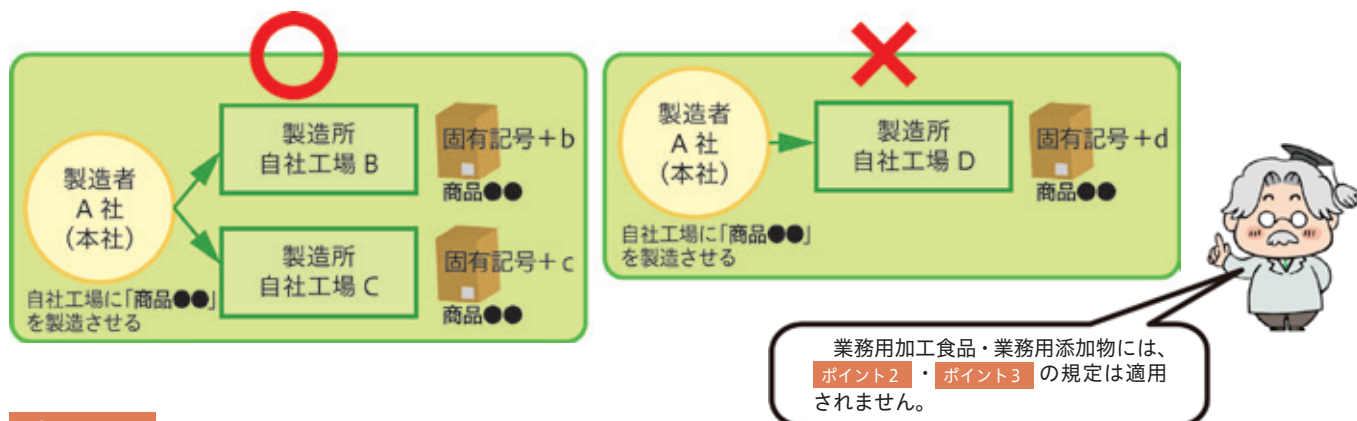 製造者
A 社
(本社)
自社工場に「商品●●」
を製造させる
製造所
自社工場 B
固有記号+b
商品●●
製造所
自社工場 C
固有記号+c
商品●●
製造者
A 社
(本社)
自社工場に「商品●●」
を製造させる
製造所
自社工場 D
固有記号+d
商品●●
業務用加工食品・業務用添加物には、
ポイント2 ・ ポイント3 の規定は適用
されません。